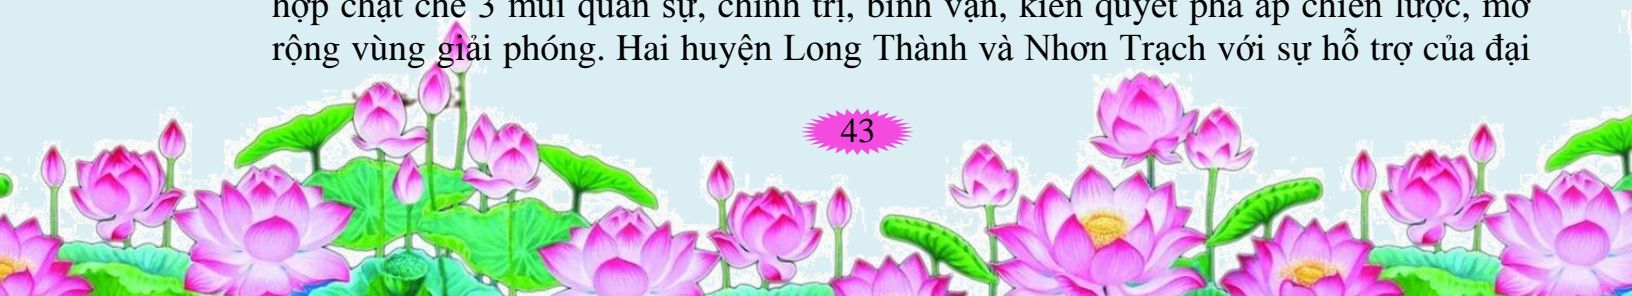 hợp chặt chẽ 3 mũi quân sự, chính trị, binh vận, kiên quyết phá ấp chiến lược, mở
rộng vùng giải phóng. Hai huyện Long Thành và Nhơn Trạch với sự hỗ trợ của đại
43